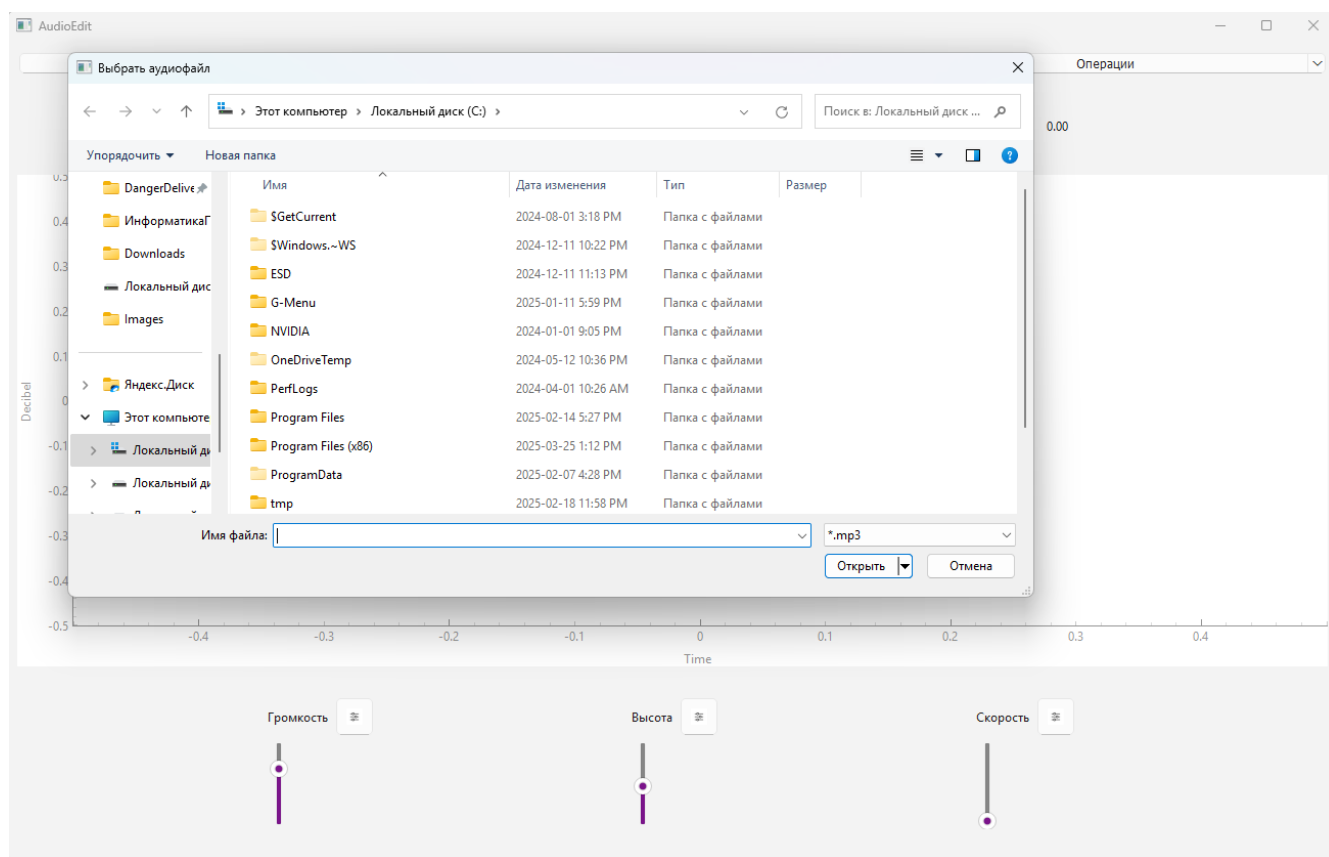 AudioEdit
Выбрать аудиофайл
Операции
Этот компьютер › Локальный диск (C:) ›
Поиск в: Локальный диск ...
0.00
Упорядочить
Новая папка
DangerDelive
ИнформатикаГ
Downloads
Локальный дис
Images
Яндекс.Диск
Этот компьюте
Локальный ди
Локальный ди
Имя Дата изменения Тип Размер
$GetCurrent 2024-08-01 3:18 PM Папка с файлами
$Windows.~WS 2024-12-11 10:22 PM Папка с файлами
ESD 2024-12-11 11:13 PM Папка с файлами
G-Menu 2025-01-11 5:59 PM Папка с файлами
NVIDIA 2024-01-01 9:05 PM Папка с файлами
OneDriveTemp 2024-05-12 10:36 PM Папка с файлами
PerfLogs 2024-04-01 10:26 AM Папка с файлами
Program Files 2025-02-14 5:27 PM Папка с файлами
Program Files (x86) 2025-03-25 1:12 PM Папка с файлами
ProgramData 2025-02-07 4:28 PM Папка с файлами
tmp 2025-02-18 11:58 PM Папка с файлами
Имя файла:
*.mp3
Открыть
Отмена
Decibel
0.5
0.4
0.3
0.2
0.1
0
-0.1
-0.2
-0.3
-0.4
-0.5
-0.4 -0.3 -0.2 -0.1 0 0.1 0.2 0.3 0.4
Time
Громкость
Высота
Скорость